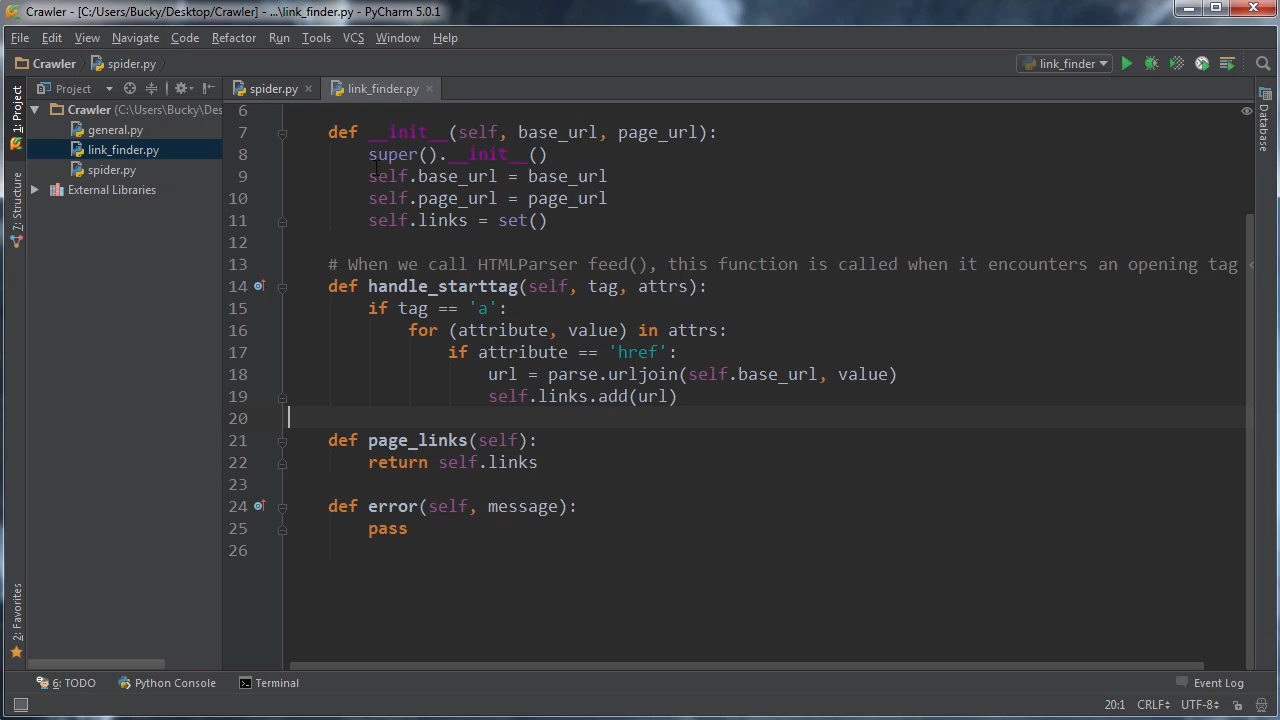 Crawler - [C:/Users/Bucky/Desktop/Crawler] - ...\link_finder.py - PyCharm 5.0.1
File Edit View Navigate Code Refactor Run Tools VCS Window Help
Crawler spider.py link_finder
1: Project
7: Structure
2: Favorites
Project
Crawler (C:\Users\Bucky\Des
general.py
link_finder.py
spider.py
External Libraries
spider.py link_finder.py
6
7 def __init__(self, base_url, page_url):
8 super().__init__()
9 self.base_url = base_url
10 self.page_url = page_url
11 self.links = set()
12
13 # When we call HTMLParser feed(), this function is called when it encounters an opening tag <
14 def handle_starttag(self, tag, attrs):
15 if tag == 'a':
16 for (attribute, value) in attrs:
17 if attribute == 'href':
18 url = parse.urljoin(self.base_url, value)
19 self.links.add(url)
20
21 def page_links(self):
22 return self.links
23
24 def error(self, message):
25 pass
26
Database
6: TODO Python Console Terminal Event Log
20:1 CRLF UTF-8